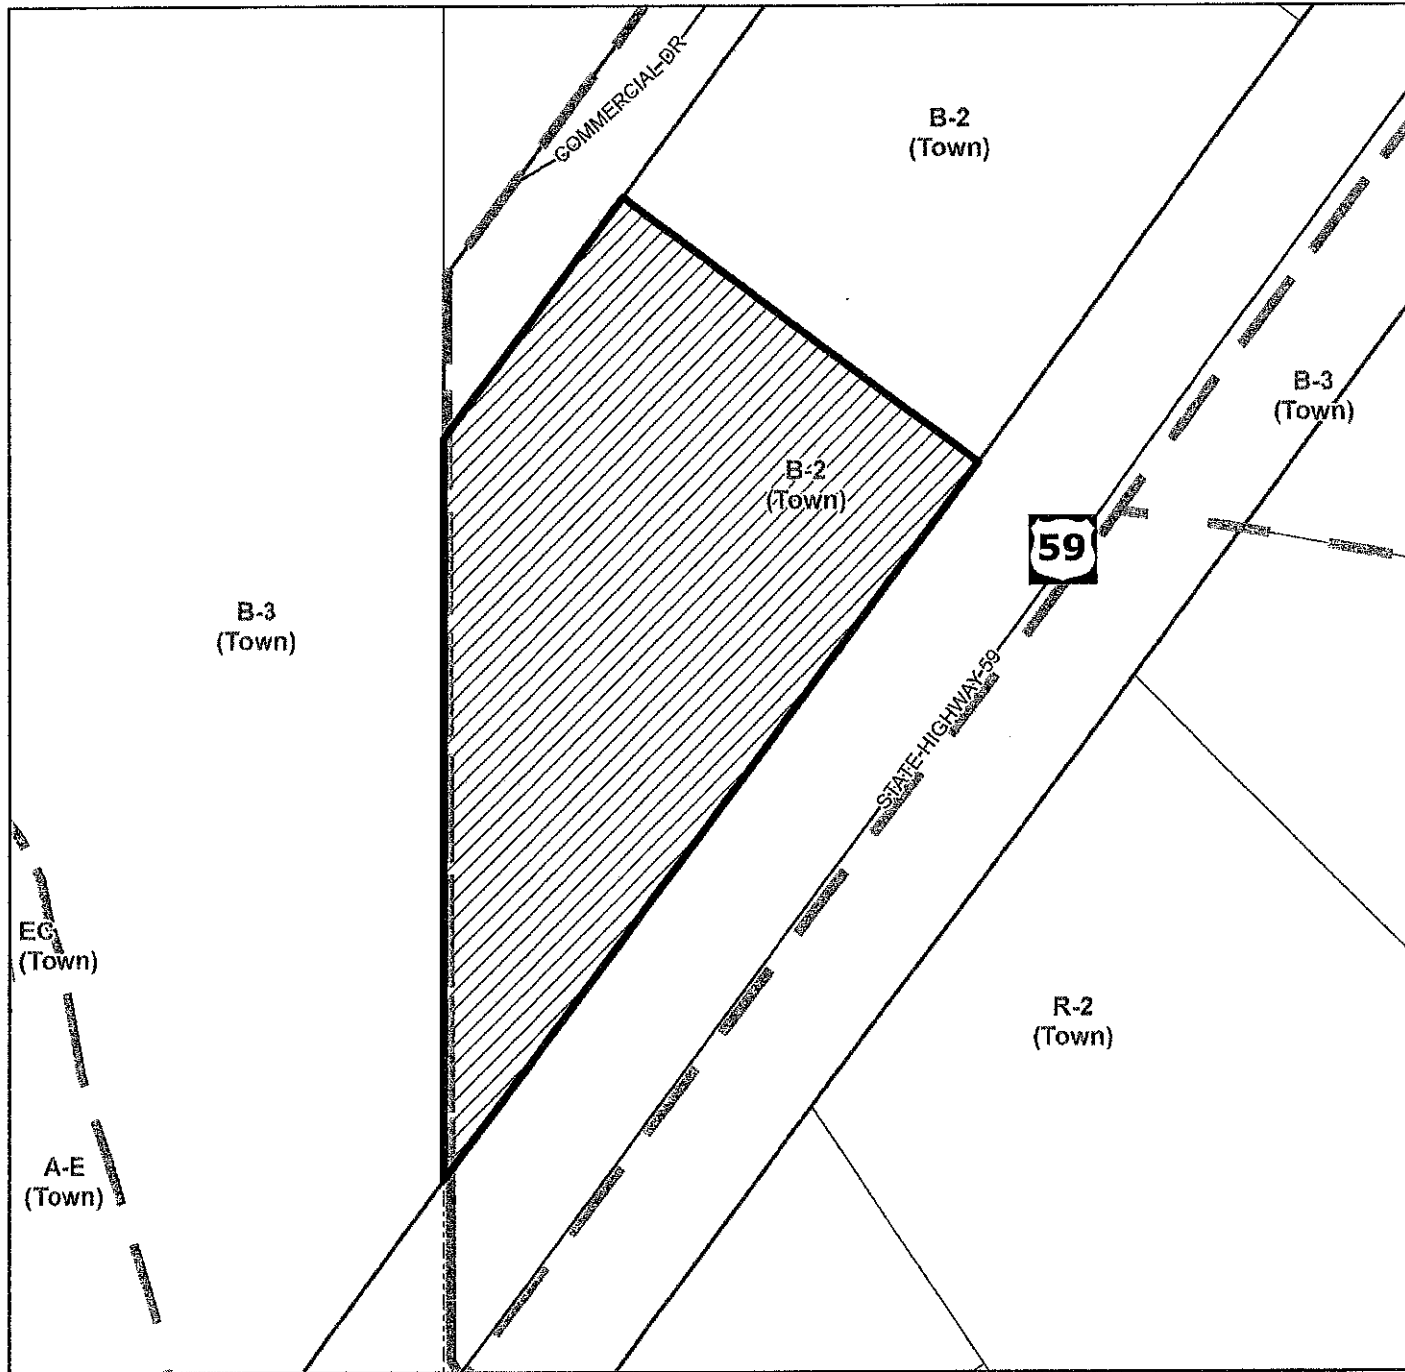 COMMERCIAL DR
B-2
(Town)
B-3
(Town)
B-2
(Town)
59
B-3
(Town)
STATE HIGHWAY 59
EC
(Town)
R-2
(Town)
A-E
(Town)